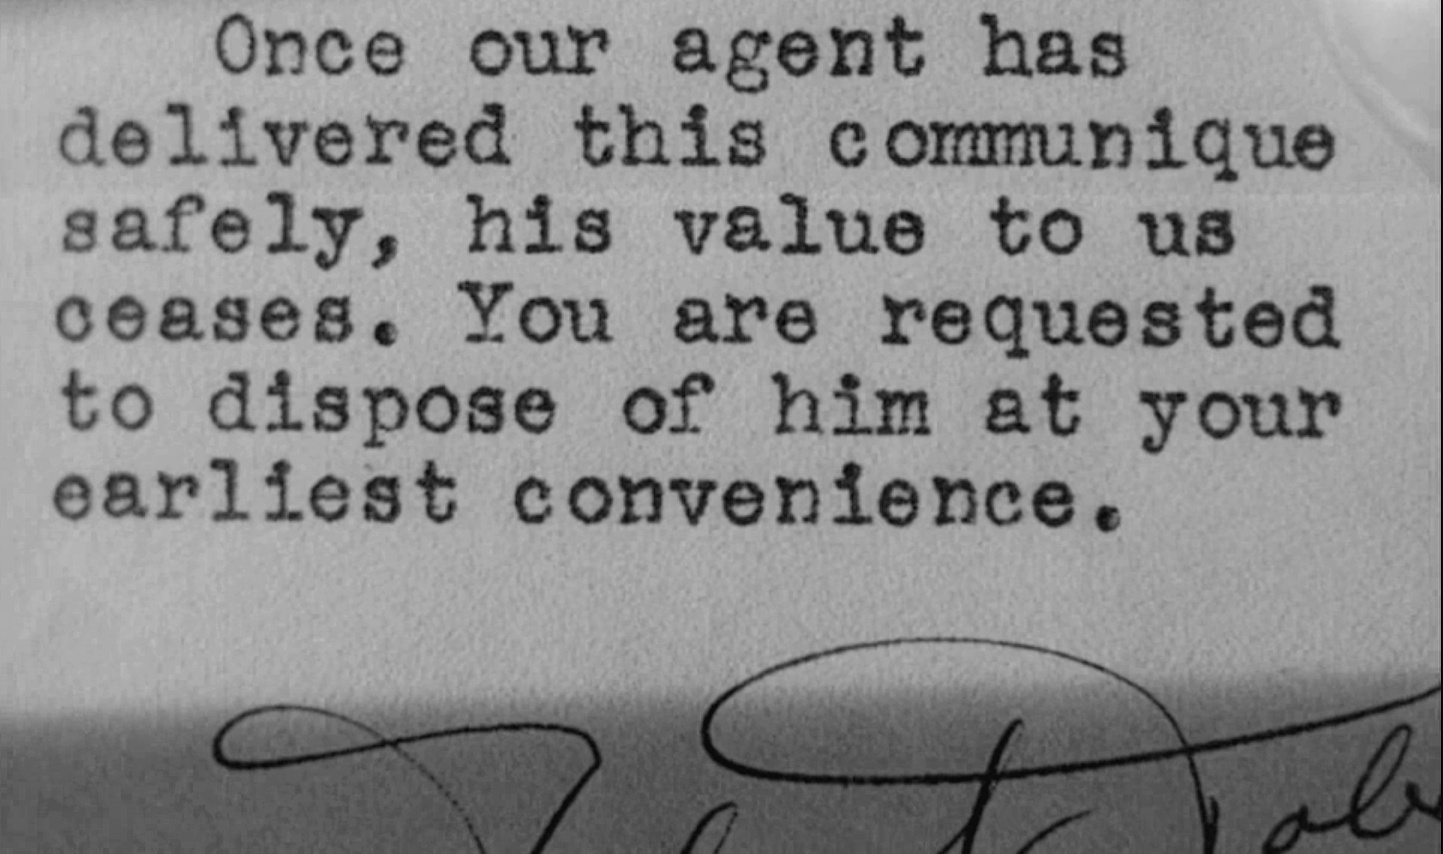 Once our agent has
delivered this communique
safely, his value to us
ceases. You are requested
to dispose of him at your
earliest convenience.